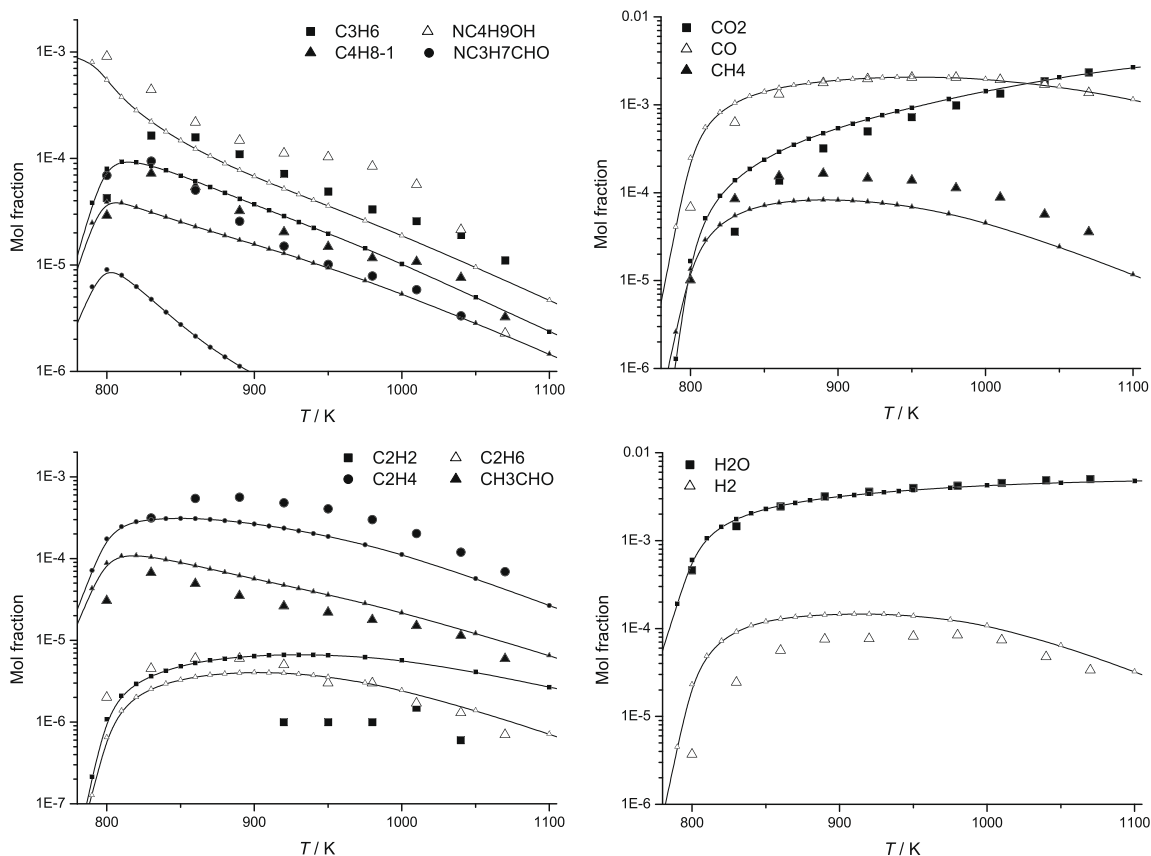 C3H6 NC4H9OH
C4H8-1 NC3H7CHO
1E-3
1E-4
1E-5
1E-6
Mol fraction
800 900 1000 1100
T / K
CO2
CO
CH4
0.01
1E-3
1E-4
1E-5
1E-6
Mol fraction
800 900 1000 1100
T / K
C2H2 C2H6
C2H4 CH3CHO
1E-3
1E-4
1E-5
1E-6
1E-7
Mol fraction
800 900 1000 1100
T / K
H2O
H2
0.01
1E-3
1E-4
1E-5
1E-6
Mol fraction
800 900 1000 1100
T / K